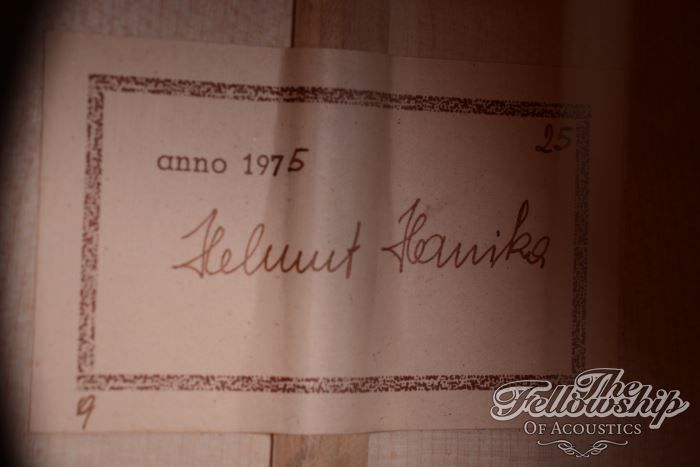 25
anno 1975
Helmut Hanika
9
The
Fellowship
Of Acoustics